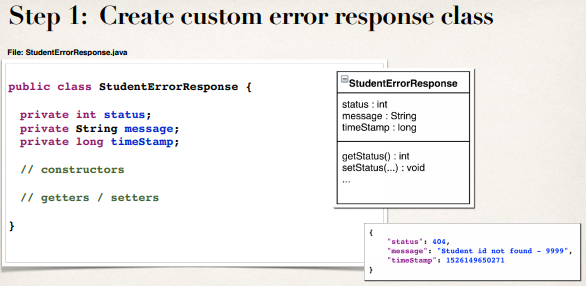 Step 1: Create custom error response class
File: StudentErrorResponse.java
public class StudentErrorResponse {
private int status;
private String message;
private long timeStamp;
// constructors
// getters / setters
}
StudentErrorResponse
status : int
message : String
timeStamp : long
getStatus() : int
setStatus(...) : void
...
{
"status": 404,
"message": "Student id not found - 9999",
"timeStamp": 1526149650271
}